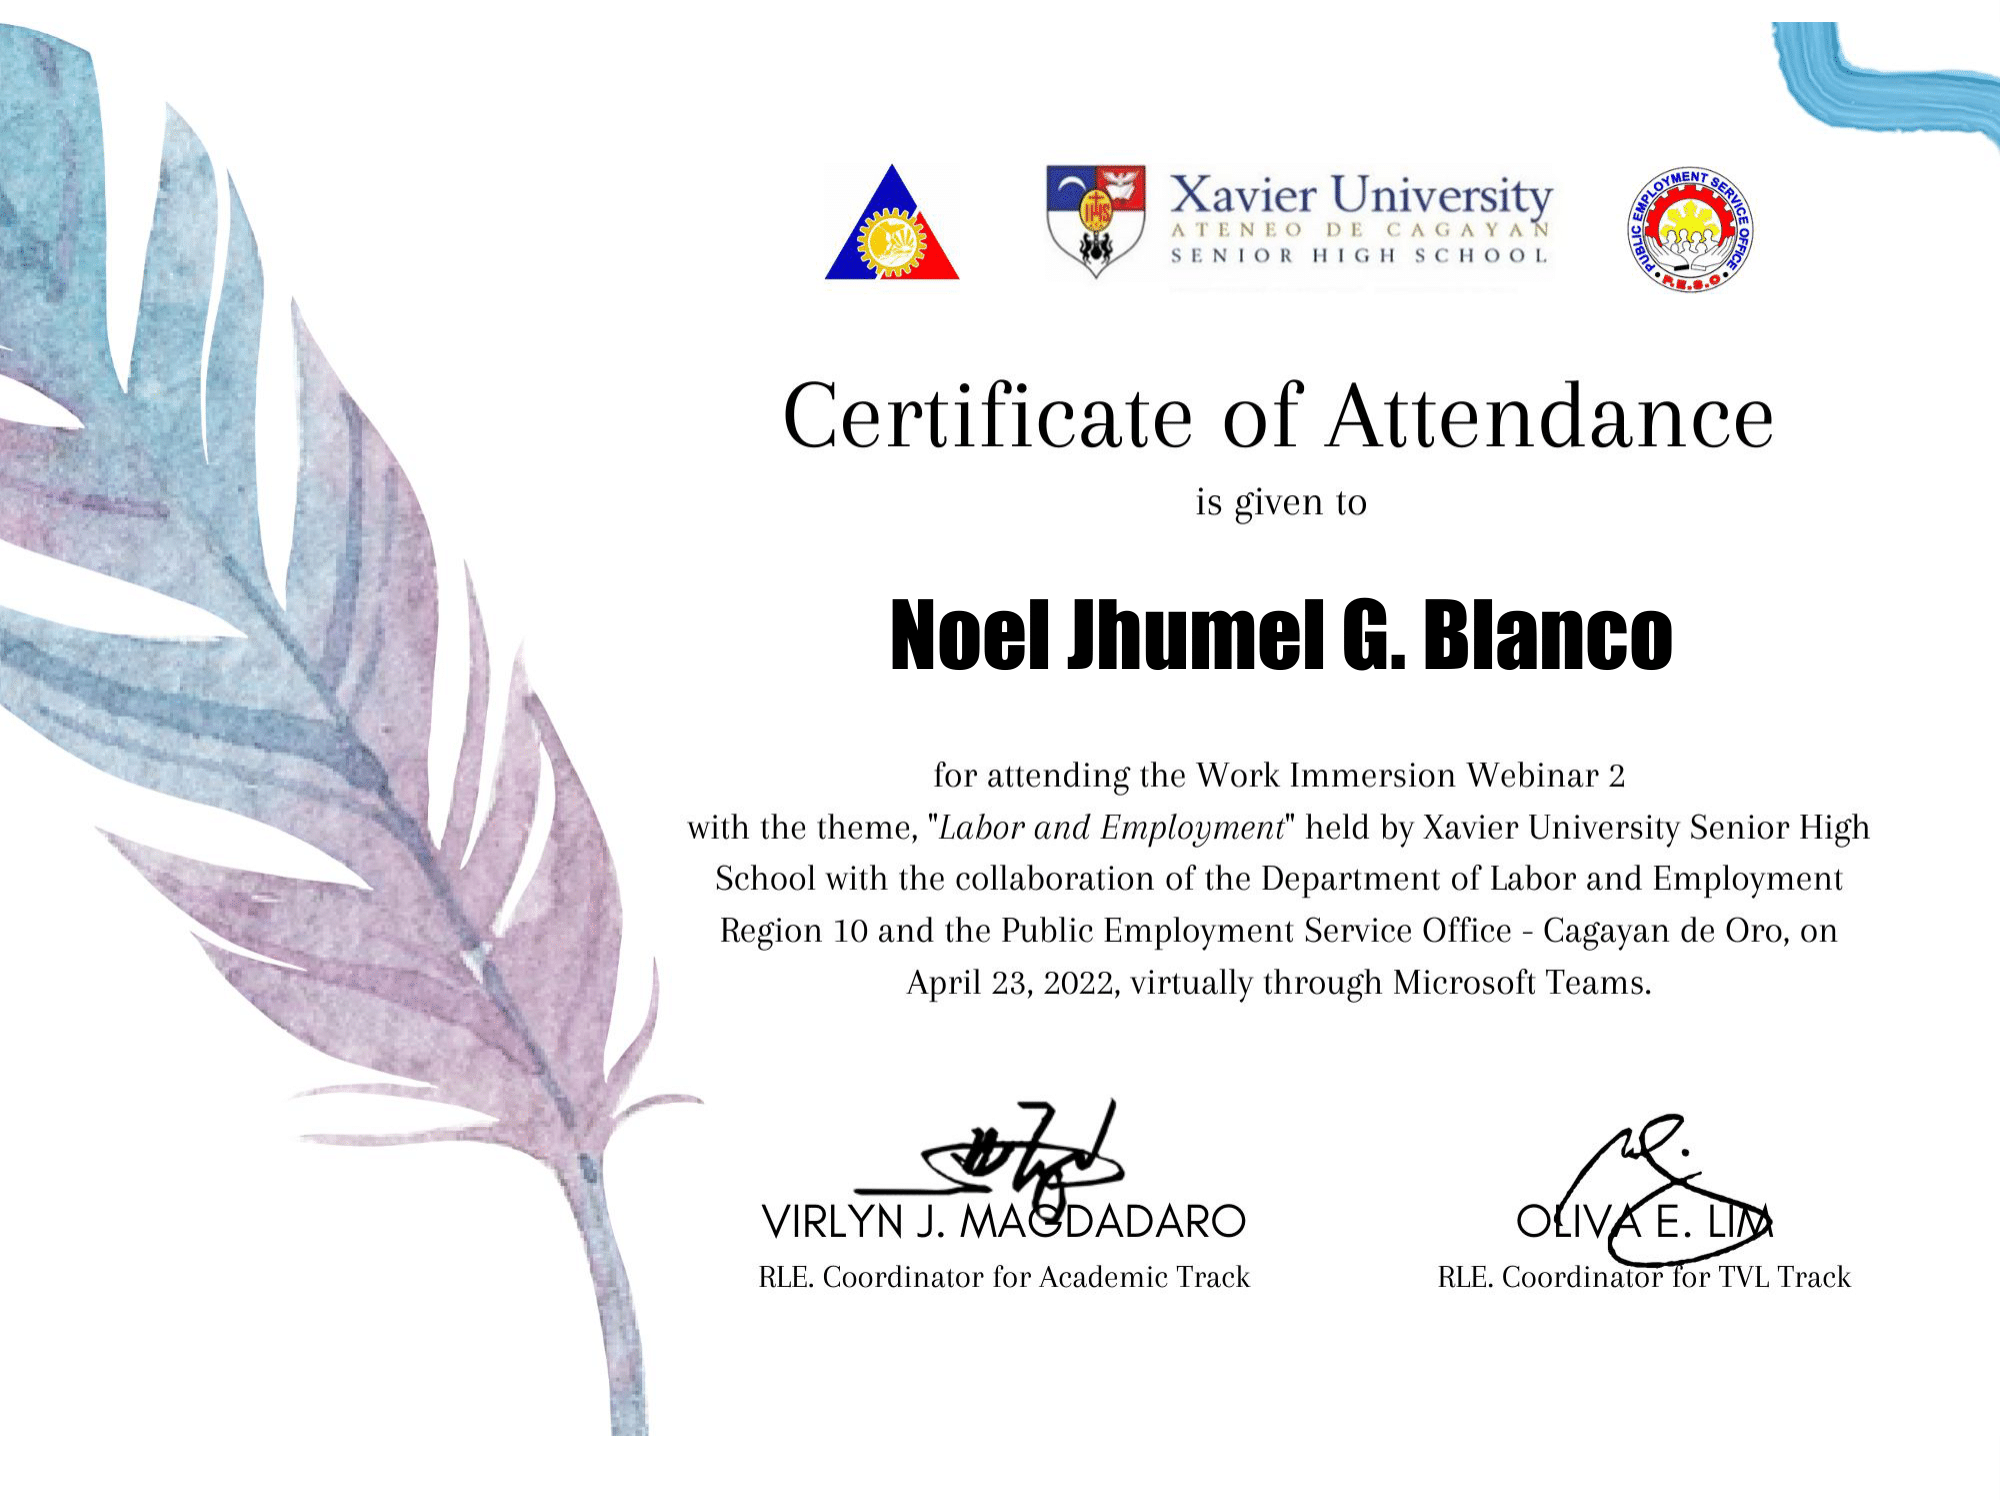 Xavier University
ATENEO DE CAGAYAN
SENIOR HIGH SCHOOL
IHS
PUBLIC EMPLOYMENT SERVICE OFFICE
P.E.S.O
Certificate of Attendance
is given to
Noel Jhumel G. Blanco
for attending the Work Immersion Webinar 2
with the theme, "Labor and Employment" held by Xavier University Senior High
School with the collaboration of the Department of Labor and Employment
Region 10 and the Public Employment Service Office - Cagayan de Oro, on
April 23, 2022, virtually through Microsoft Teams.
VIRLYN J. MAGDADARO
RLE. Coordinator for Academic Track
OLIVA E. LIM
RLE. Coordinator for TVL Track